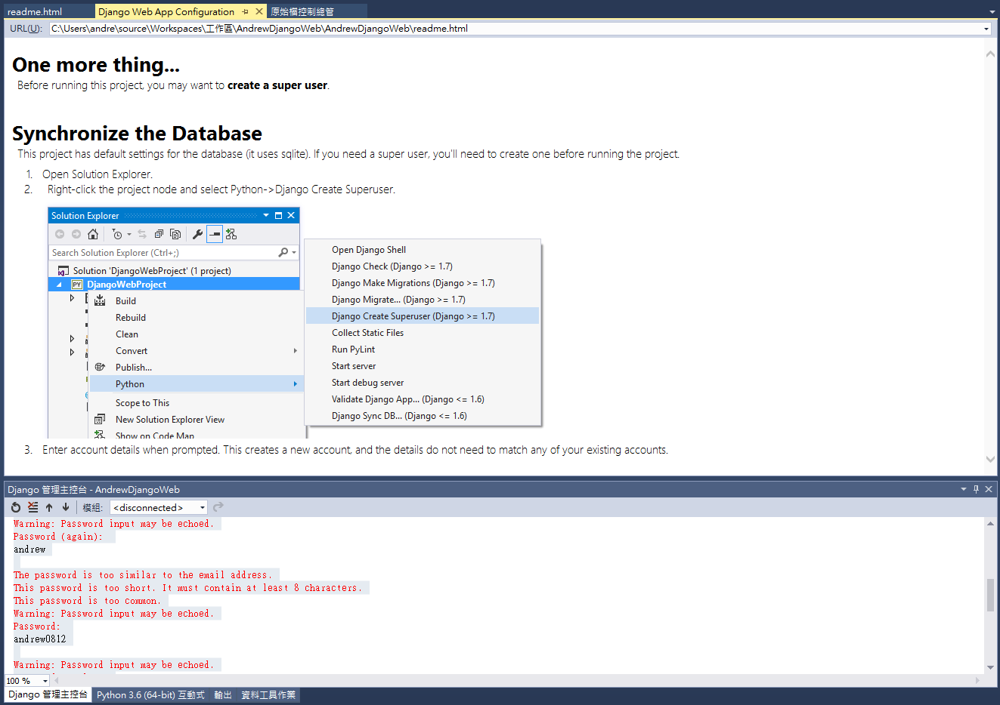 readme.html
Django Web App Configuration
原始檔控制總管
URL(U):
C:\Users\andre\source\Workspaces\工作區\AndrewDjangoWeb\AndrewDjangoWeb\readme.html
One more thing...
Before running this project, you may want to create a super user.
Synchronize the Database
This project has default settings for the database (it uses sqlite). If you need a super user, you'll need to create one before running the project.
1. Open Solution Explorer.
2. Right-click the project node and select Python->Django Create Superuser.
Solution Explorer
Search Solution Explorer (Ctrl+;)
Solution 'DjangoWebProject' (1 project)
PY DjangoWebProject
Build
Rebuild
Clean
Convert
Publish...
Python
Scope to This
New Solution Explorer View
Show on Code Map
Open Django Shell
Django Check (Django >= 1.7)
Django Make Migrations (Django >= 1.7)
Django Migrate... (Django >= 1.7)
Django Create Superuser (Django >= 1.7)
Collect Static Files
Run PyLint
Start server
Start debug server
Validate Django App... (Django <= 1.6)
Django Sync DB... (Django <= 1.6)
3. Enter account details when prompted. This creates a new account, and the details do not need to match any of your existing accounts.
Django 管理主控台 - AndrewDjangoWeb
模組:
<disconnected>
Warning: Password input may be echoed.
Password (again):
andrew
The password is too similar to the email address.
This password is too short. It must contain at least 8 characters.
This password is too common.
Warning: Password input may be echoed.
Password:
andrew0812
Warning: Password input may be echoed.
100 %
Django 管理主控台
Python 3.6 (64-bit) 互動式
輸出
資料工具作業